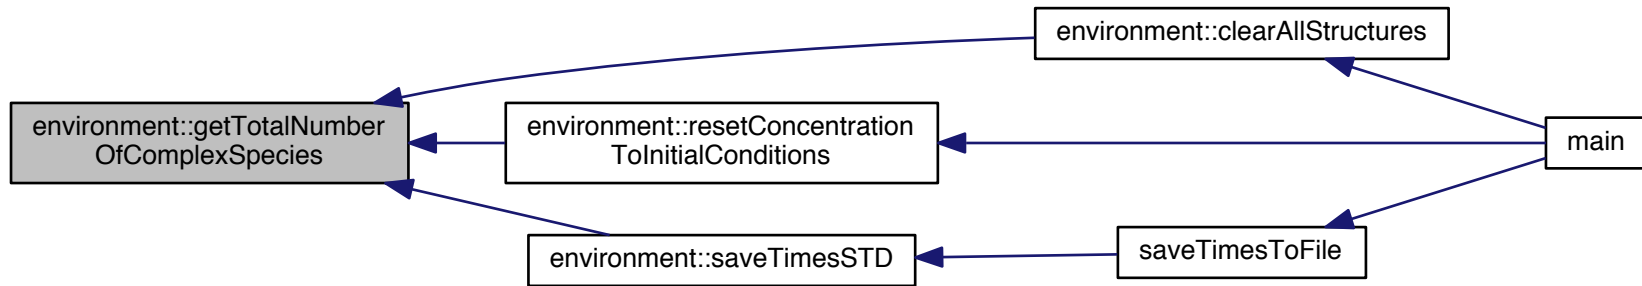 environment::clearAllStructures
environment::getTotalNumber
OfComplexSpecies
environment::resetConcentration
ToInitialConditions
main
environment::saveTimesSTD
saveTimesToFile